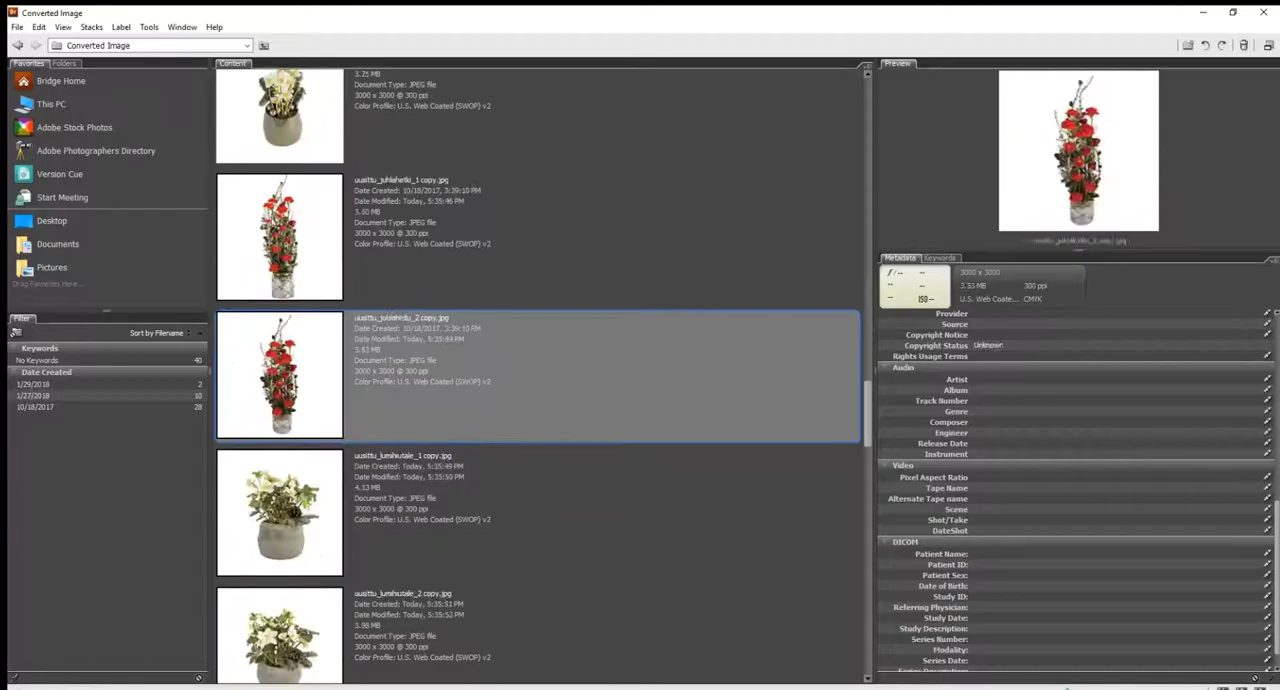 Br Converted Image
File Edit View Stacks Label Tools Window Help
Converted Image
Favorites Folders
Bridge Home
This PC
Adobe Stock Photos
Adobe Photographers Directory
Version Cue
Start Meeting
Desktop
Documents
Pictures
Drag Favorites Here...
Filter
Sort by Filename
Keywords
No Keywords 40
Date Created
1/29/2018 2
1/27/2018 10
10/18/2017 28
Content
3.71 MB
Document Type: JPEG file
3000 x 3000 @ 300 ppi
Color Profile: U.S. Web Coated (SWOP) v2
uusittu_juhlahetki_1 copy.jpg
Date Created: 10/18/2017, 3:39:10 PM
Date Modified: Today, 5:35:46 PM
3.60 MB
Document Type: JPEG file
3000 x 3000 @ 300 ppi
Color Profile: U.S. Web Coated (SWOP) v2
Date Created: 10/18/2017, 3:39:10 PM
Date Modified: Today,
Document Type: JPEG file
3000 x 3000 @ 300 ppi
Color Profile: U.S. Web Coated (SWOP) v2
uusittu_lumihiutale_1 copy.jpg
Date Created: Today, 5:35:49 PM
Date Modified: Today, 5:35:50 PM
4.13 MB
Document Type: JPEG file
3000 x 3000 @ 300 ppi
Color Profile: U.S. Web Coated (SWOP) v2
uusittu_lumihiutale_2 copy.jpg
Date Created: Today, 5:35:51 PM
Date Modified: Today, 5:35:53 PM
3.98 MB
Document Type: JPEG file
3000 x 3000 @ 300 ppi
Color Profile: U.S. Web Coated (SWOP) v2
Preview
Metadata Keywords
f/-- --
-- --
-- ISO--
3000 x 3000
3.33 MB 300 ppi
U.S. Web Coate... CMYK
Provider
Source
Copyright Notice
Copyright Status Unknown
Rights Usage Terms
Audio
Artist
Album
Track Number
Genre
Composer
Engineer
Release Date
Instrument
Video
Pixel Aspect Ratio
Tape Name
Alternate Tape name
Scene
Shot/Take
DateShot
DICOM
Patient Name:
Patient ID:
Patient Sex:
Date of Birth:
Study ID:
Referring Physician:
Study Date:
Study Description:
Series Number:
Modality:
Series Date:
Series Description: